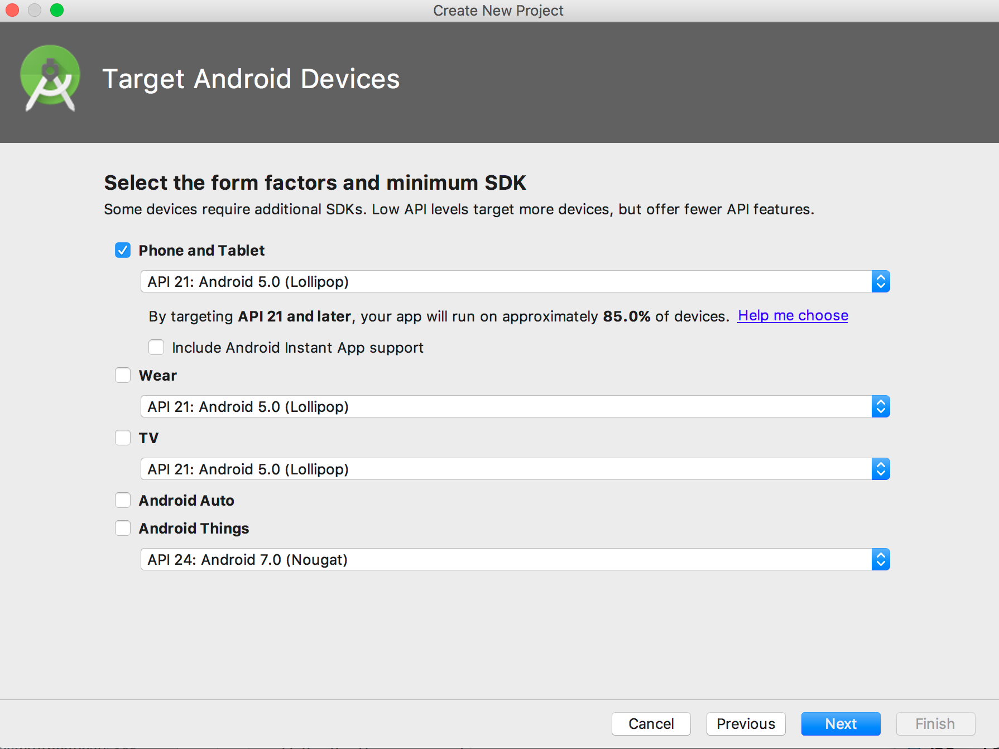 Create New Project
Target Android Devices
Select the form factors and minimum SDK
Some devices require additional SDKs. Low API levels target more devices, but offer fewer API features.
Phone and Tablet
API 21: Android 5.0 (Lollipop)
By targeting API 21 and later, your app will run on approximately 85.0% of devices. Help me choose
Include Android Instant App support
Wear
API 21: Android 5.0 (Lollipop)
TV
API 21: Android 5.0 (Lollipop)
Android Auto
Android Things
API 24: Android 7.0 (Nougat)
Cancel Previous Next Finish